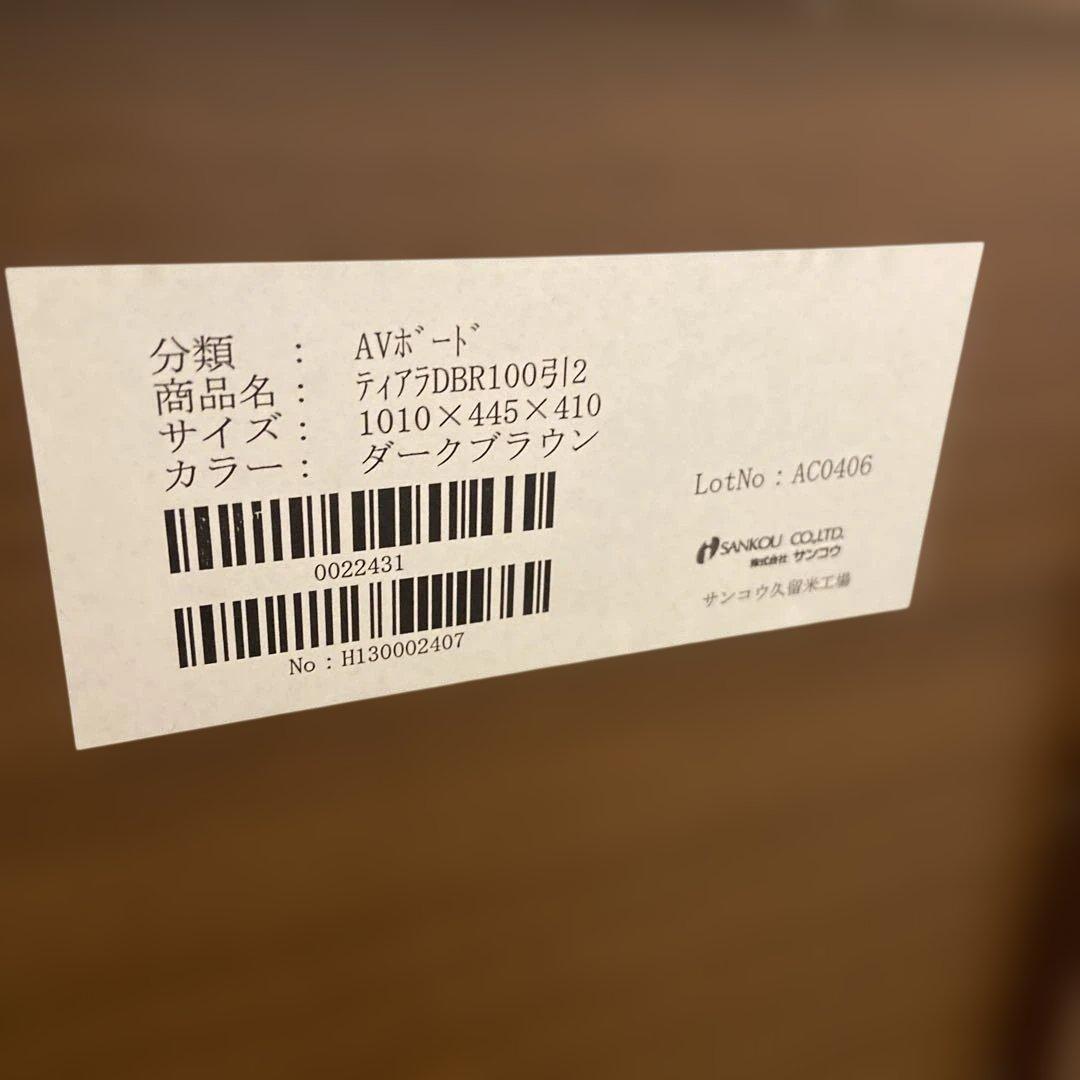 分類 : AVボード
商品名 : ティアラDBR100引2
サイズ : 1010×445×410
カラー : ダークブラウン
0022431
No : H130002407
LotNo : AC0406
SANKOU CO.,LTD.
株式会社 サンコウ
サンコウ久留米工場